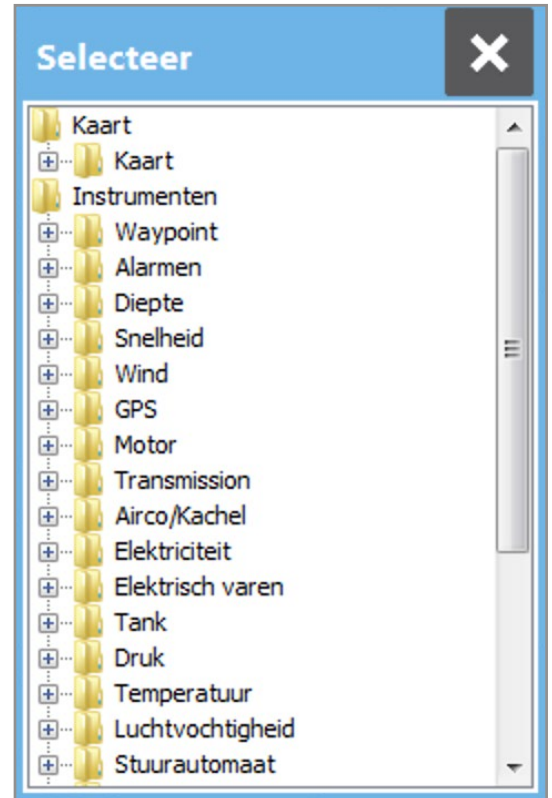 Selecteer
Kaart
Kaart
Instrumenten
Waypoint
Alarmen
Diepte
Snelheid
Wind
GPS
Motor
Transmission
Airco/Kachel
Elektriciteit
Elektrisch varen
Tank
Druk
Temperatuur
Luchtvochtigheid
Stuurautomaat